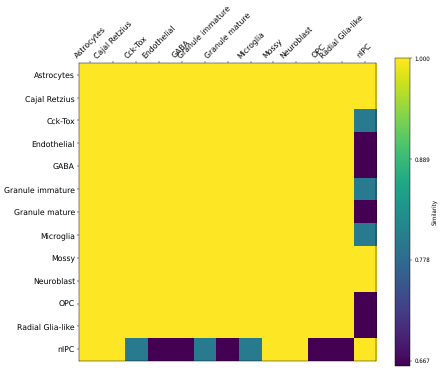 Astrocytes
Cajal Retzius
Cck-Tox
Endothelial
GABA
Granule immature
Granule mature
Microglia
Mossy
Neuroblast
OPC
Radial Glia-like
nIPC
Astrocytes
Cajal Retzius
Cck-Tox
Endothelial
GABA
Granule immature
Granule mature
Microglia
Mossy
Neuroblast
OPC
Radial Glia-like
nIPC
1.000
0.889
0.778
0.667
Similarity